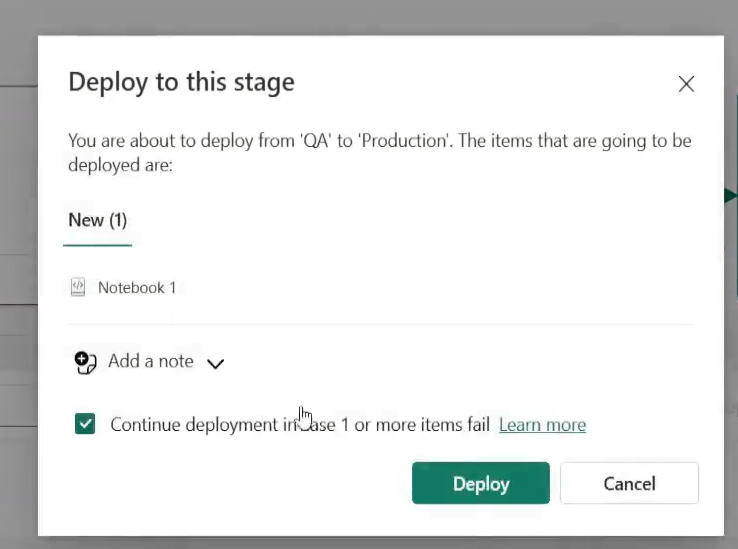 Deploy to this stage
You are about to deploy from 'QA' to 'Production'. The items that are going to be
deployed are:
New (1)
Notebook 1
Add a note
Continue deployment in case 1 or more items fail Learn more
Deploy
Cancel